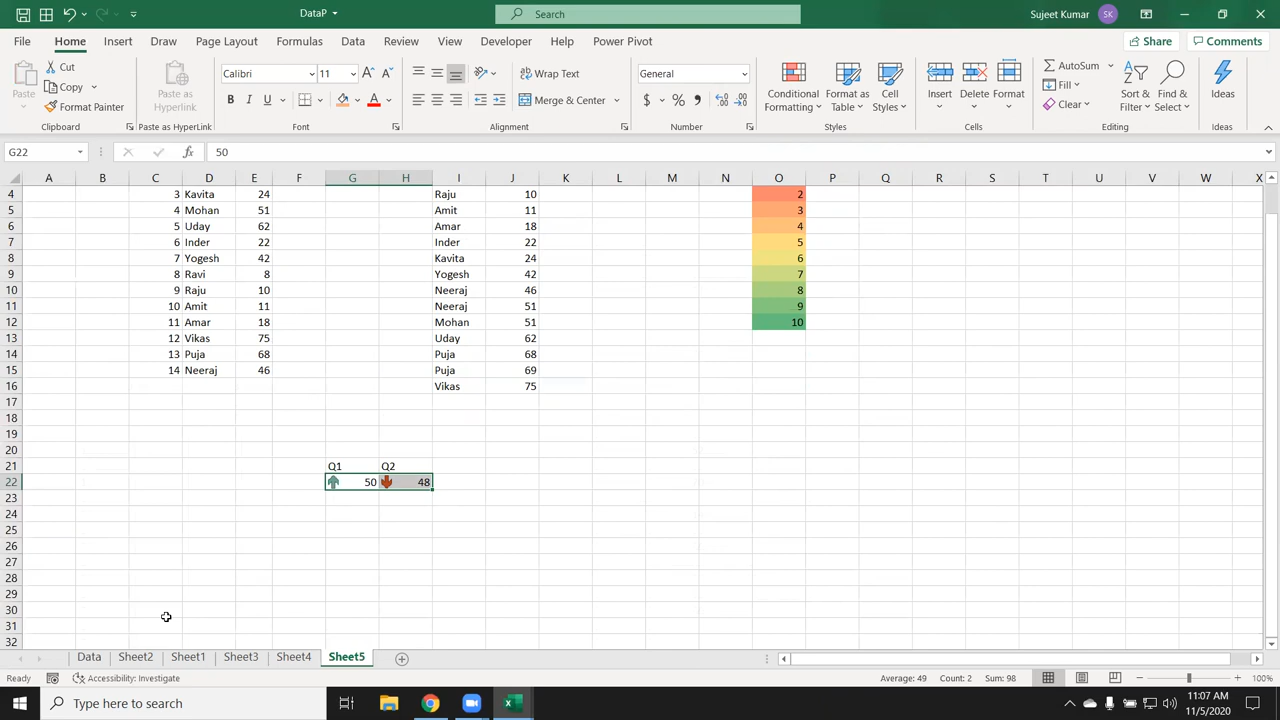 DataP
Search
Sujeet Kumar SK
File Home Insert Draw Page Layout Formulas Data Review View Developer Help Power Pivot Share Comments
Paste Cut Copy Format Painter
Paste as Hyperlink
Calibri 11
B I U
Wrap Text
Merge & Center
General
$ %
Conditional Formatting
Format as Table
Cell Styles
Insert Delete Format
AutoSum
Fill
Clear
Sort & Filter
Find & Select
Ideas
Clipboard Paste as HyperLink Font Alignment Number Styles Cells Editing Ideas
G22 fx 50
A B C D E F G H I J K L M N O P Q R S T U V W X
4 3 Kavita 24 Raju 10 2
5 4 Mohan 51 Amit 11 3
6 5 Uday 62 Amar 18 4
7 6 Inder 22 Inder 22 5
8 7 Yogesh 42 Kavita 24 6
9 8 Ravi 8 Yogesh 42 7
10 9 Raju 10 Neeraj 46 8
11 10 Amit 11 Neeraj 51 9
12 11 Amar 18 Mohan 51 10
13 12 Vikas 75 Uday 62
14 13 Puja 68 Puja 68
15 14 Neeraj 46 Puja 69
16 Vikas 75
17
18
19
20
21 Q1 Q2
22 50 48
23
24
25
26
27
28
29
30
31
32
Data Sheet2 Sheet1 Sheet3 Sheet4 Sheet5
Ready Accessibility: Investigate Average: 49 Count: 2 Sum: 98 100%
Type here to search
11:07 AM
11/5/2020